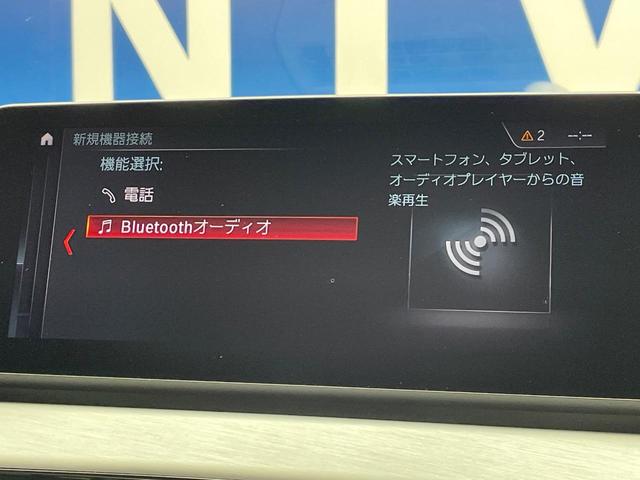 NTV
新規機器接続
2 --:--
機能選択:
電話
Bluetoothオーディオ
スマートフォン、タブレット、
オーディオプレイヤーからの音
楽再生